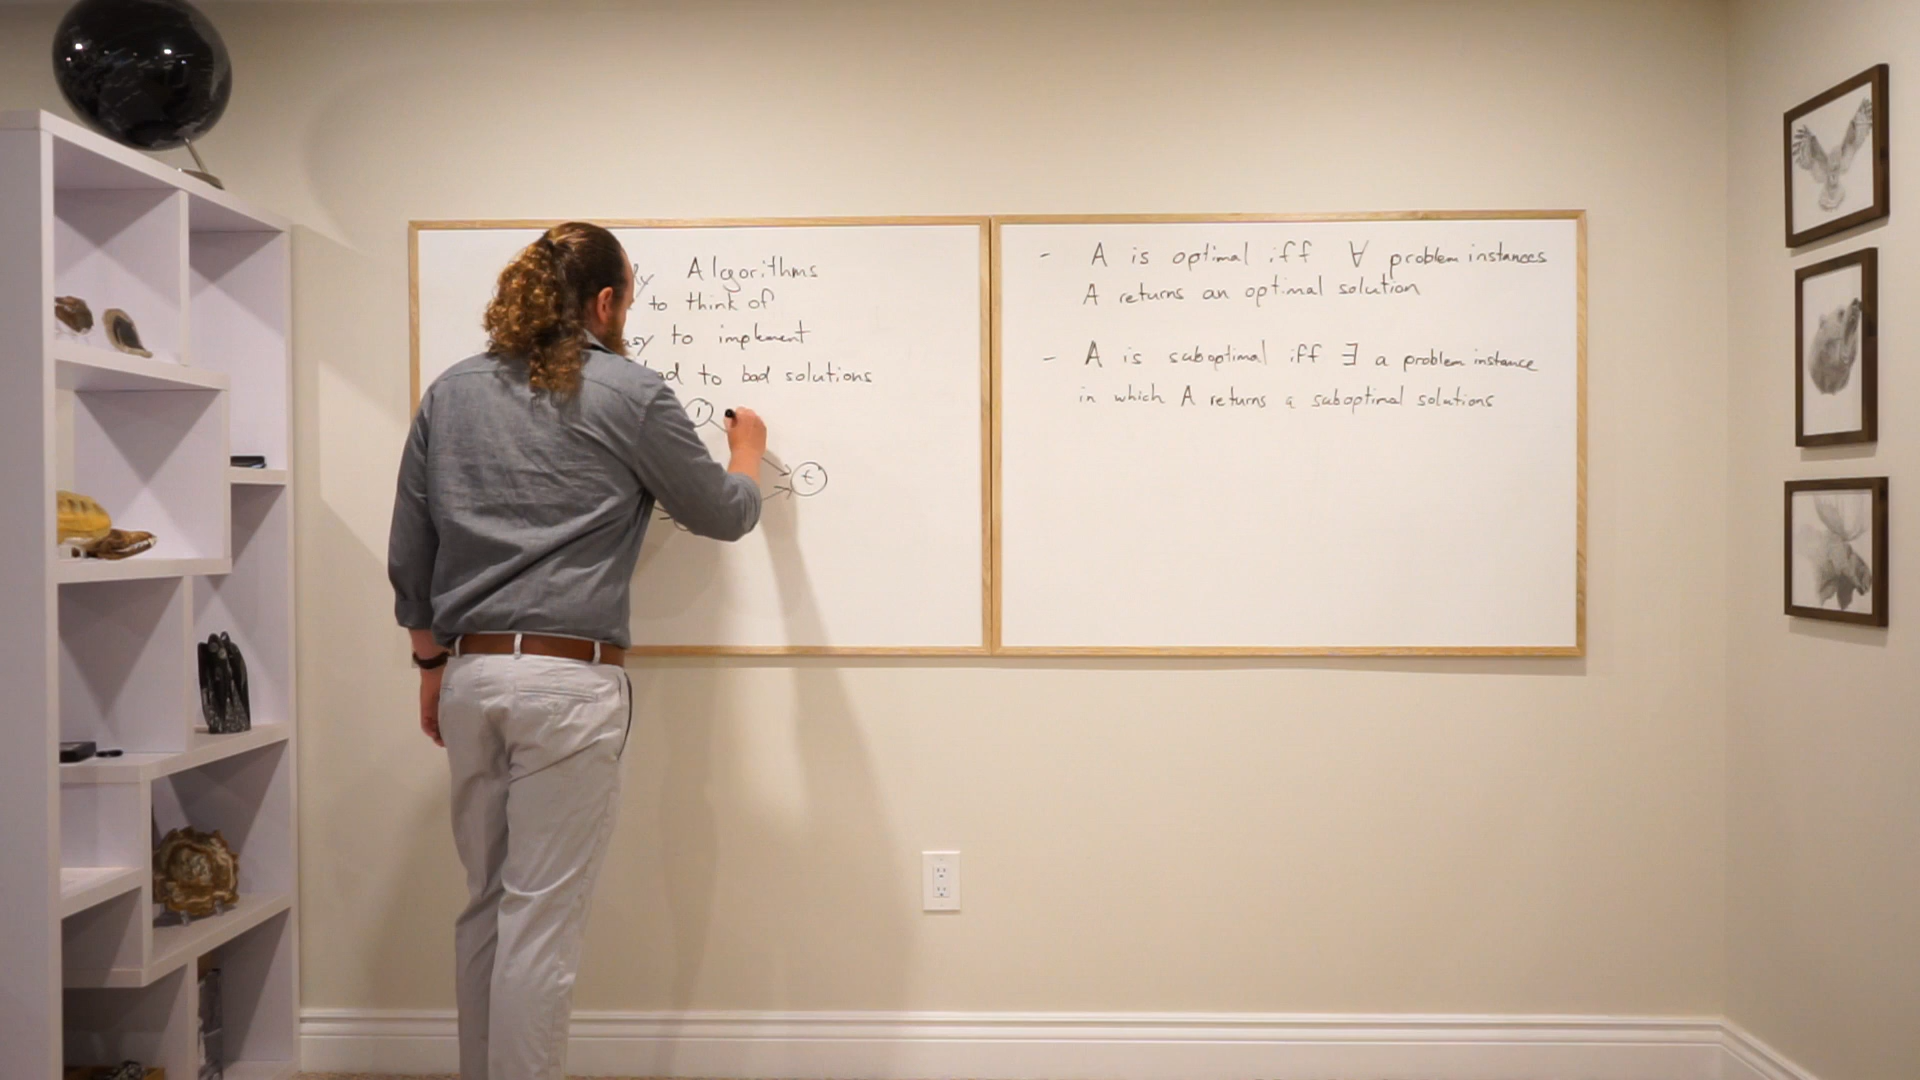 Algorithms
to think of
to implement
to bad solutions
1
t
- A is optimal iff ∀ problem instances
A returns an optimal solution
- A is suboptimal iff ∃ a problem instance
in which A returns a suboptimal solutions